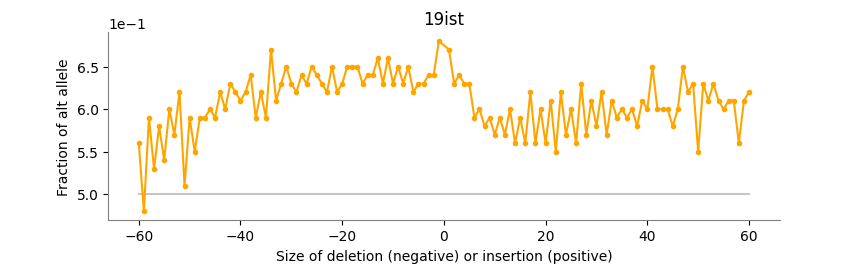 19ist
1e−1
Fraction of alt allele
6.5
6.0
5.5
5.0
−60 −40 −20 0 20 40 60
Size of deletion (negative) or insertion (positive)